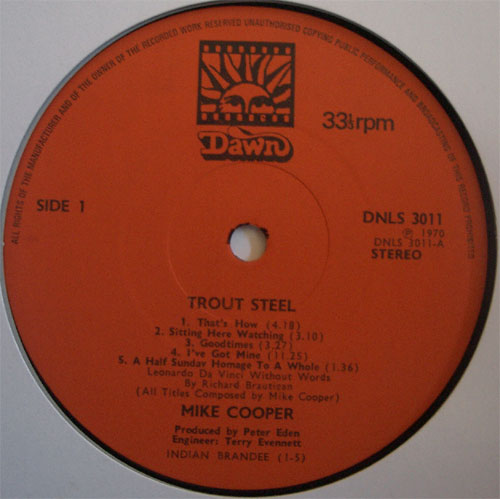 ALL RIGHTS OF THE MANUFACTURER AND OF THE OWNER OF THE RECORDED WORK RESERVED UNAUTHORISED COPYING PUBLIC PERFORMANCE AND BROADCASTING OF THIS RECORD PROHIBITED
Dawn
33⅓rpm
SIDE 1
DNLS 3011
Ⓟ 1970
DNLS 3011-A
STEREO
TROUT STEEL
1. That's How (4.18)
2. Sitting Here Watching (3.10)
3. Goodtimes (3.27)
4. I've Got Mine (11.25)
5. A Half Sunday Homage To A Whole (1.36)
Leonardo Da Vinci Without Words
By Richard Brautican
(All Titles Composed by Mike Cooper)
MIKE COOPER
Produced by Peter Eden
Engineer: Terry Evennett
INDIAN BRANDEE (1-5)